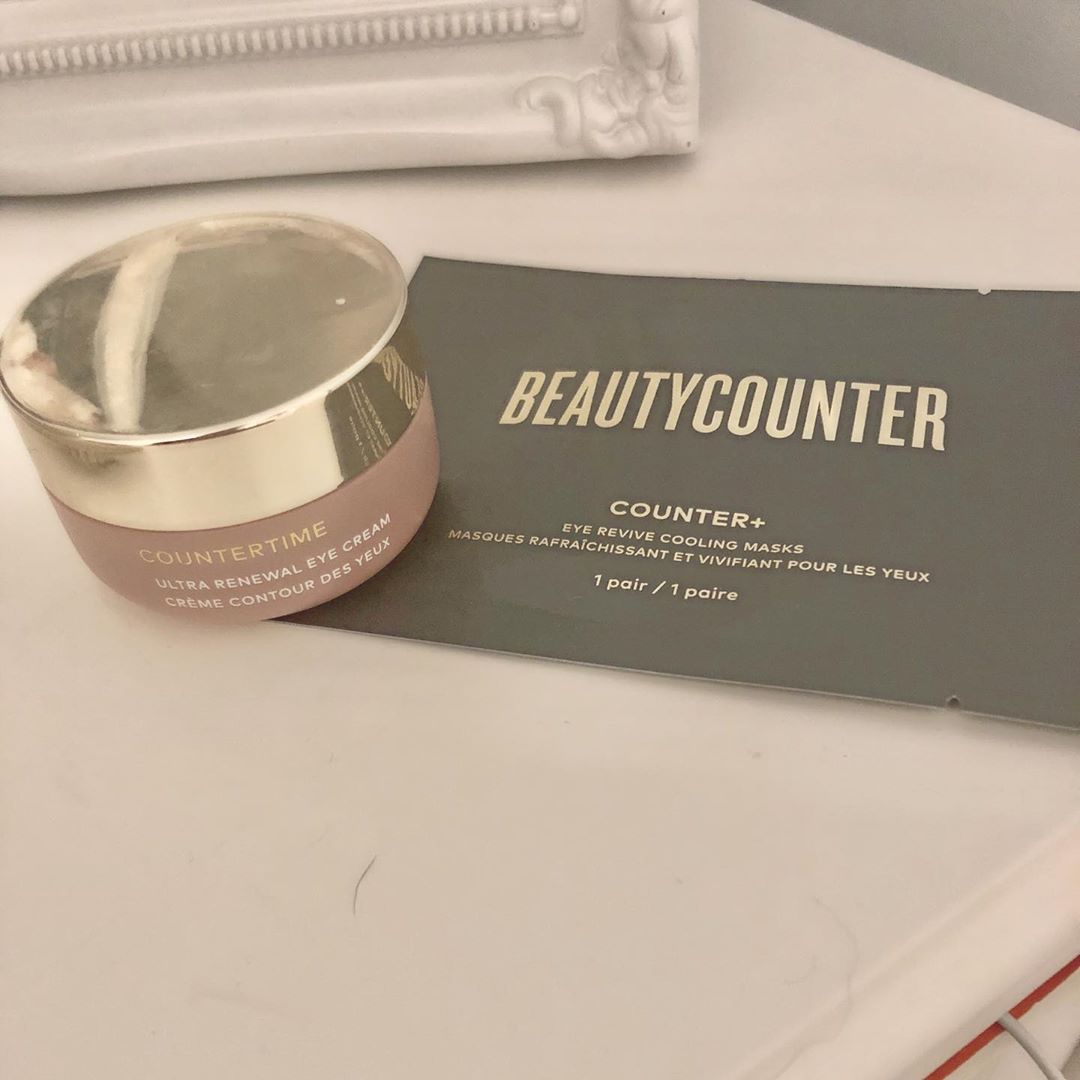 COUNTERTIME
ULTRA RENEWAL EYE CREAM
CRÈME CONTOUR DES YEUX
BEAUTYCOUNTER
COUNTER+
EYE REVIVE COOLING MASKS
MASQUES RAFRAÎCHISSANT ET VIVIFIANT POUR LES YEUX
1 pair / 1 paire